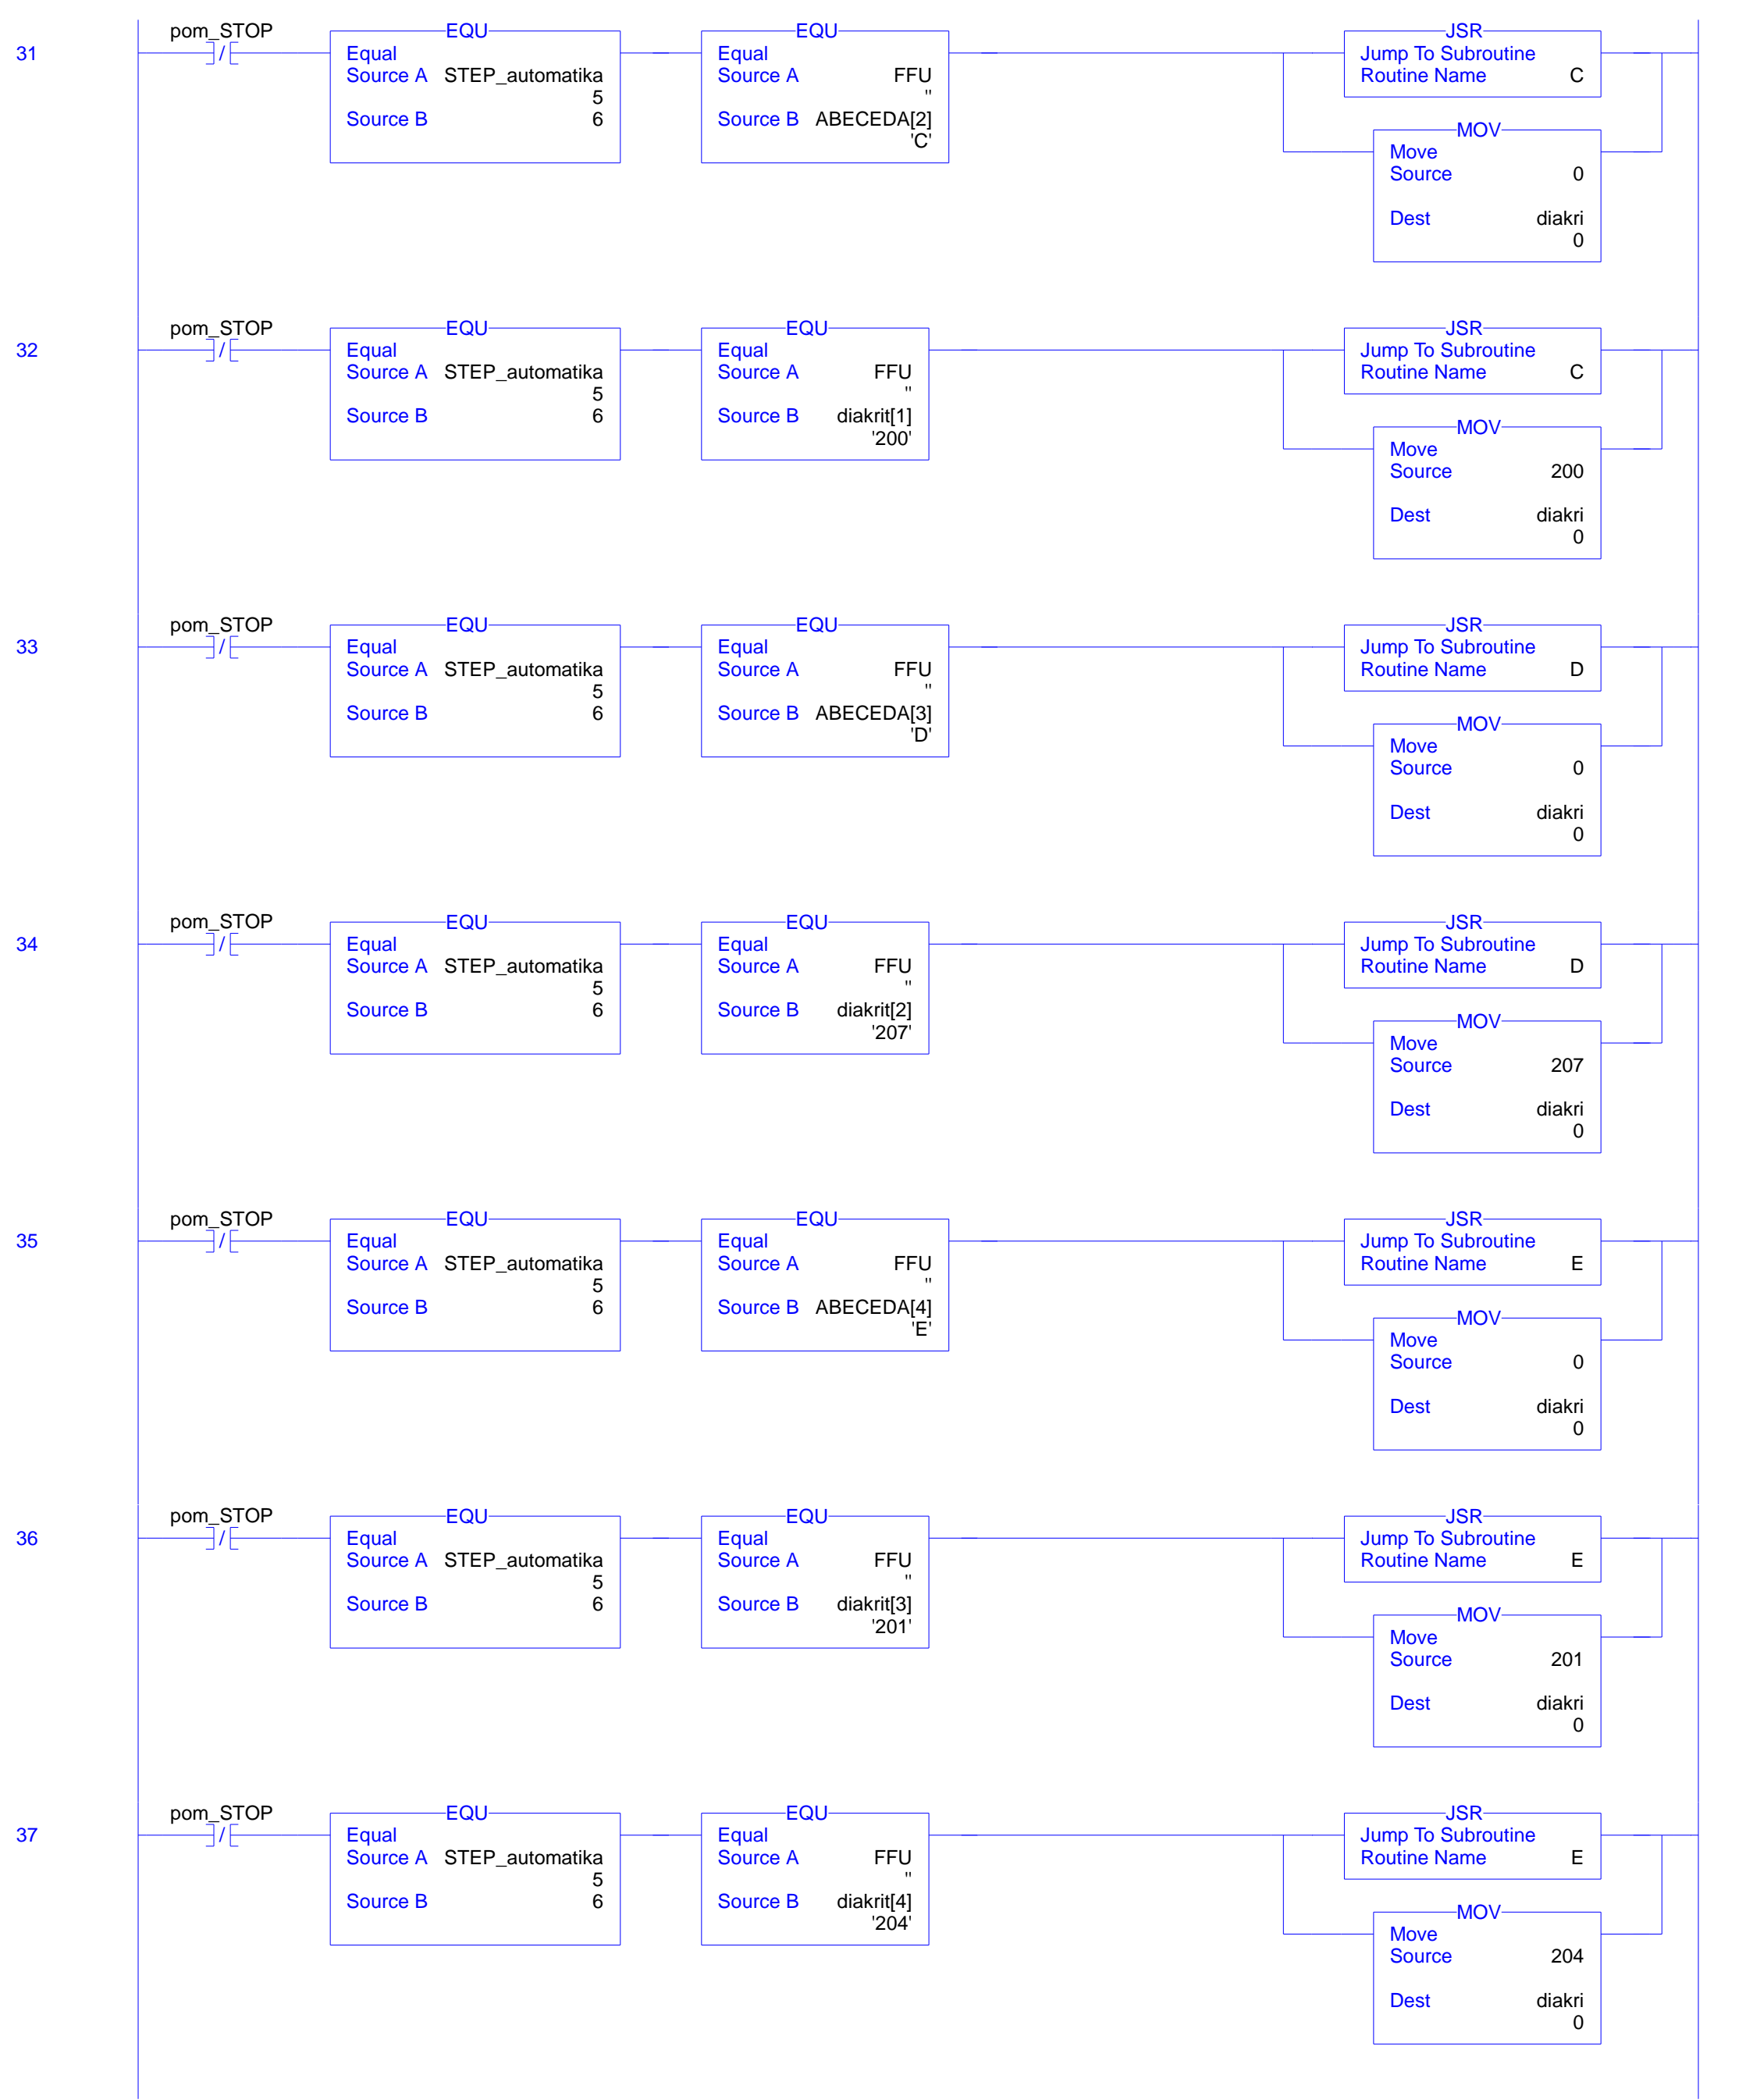 pom_STOP EQU EQU JSR
31 ]/[ Equal Equal Jump To Subroutine
Source A STEP_automatika Source A FFU Routine Name C
5 ''
Source B 6 Source B ABECEDA[2]
'C' MOV
Move
Source 0
Dest diakri
0
pom_STOP EQU EQU JSR
32 ]/[ Equal Equal Jump To Subroutine
Source A STEP_automatika Source A FFU Routine Name C
5 ''
Source B 6 Source B diakrit[1]
'200' MOV
Move
Source 200
Dest diakri
0
pom_STOP EQU EQU JSR
33 ]/[ Equal Equal Jump To Subroutine
Source A STEP_automatika Source A FFU Routine Name D
5 ''
Source B 6 Source B ABECEDA[3]
'D' MOV
Move
Source 0
Dest diakri
0
pom_STOP EQU EQU JSR
34 ]/[ Equal Equal Jump To Subroutine
Source A STEP_automatika Source A FFU Routine Name D
5 ''
Source B 6 Source B diakrit[2]
'207' MOV
Move
Source 207
Dest diakri
0
pom_STOP EQU EQU JSR
35 ]/[ Equal Equal Jump To Subroutine
Source A STEP_automatika Source A FFU Routine Name E
5 ''
Source B 6 Source B ABECEDA[4]
'E' MOV
Move
Source 0
Dest diakri
0
pom_STOP EQU EQU JSR
36 ]/[ Equal Equal Jump To Subroutine
Source A STEP_automatika Source A FFU Routine Name E
5 ''
Source B 6 Source B diakrit[3]
'201' MOV
Move
Source 201
Dest diakri
0
pom_STOP EQU EQU JSR
37 ]/[ Equal Equal Jump To Subroutine
Source A STEP_automatika Source A FFU Routine Name E
5 ''
Source B 6 Source B diakrit[4]
'204' MOV
Move
Source 204
Dest diakri
0